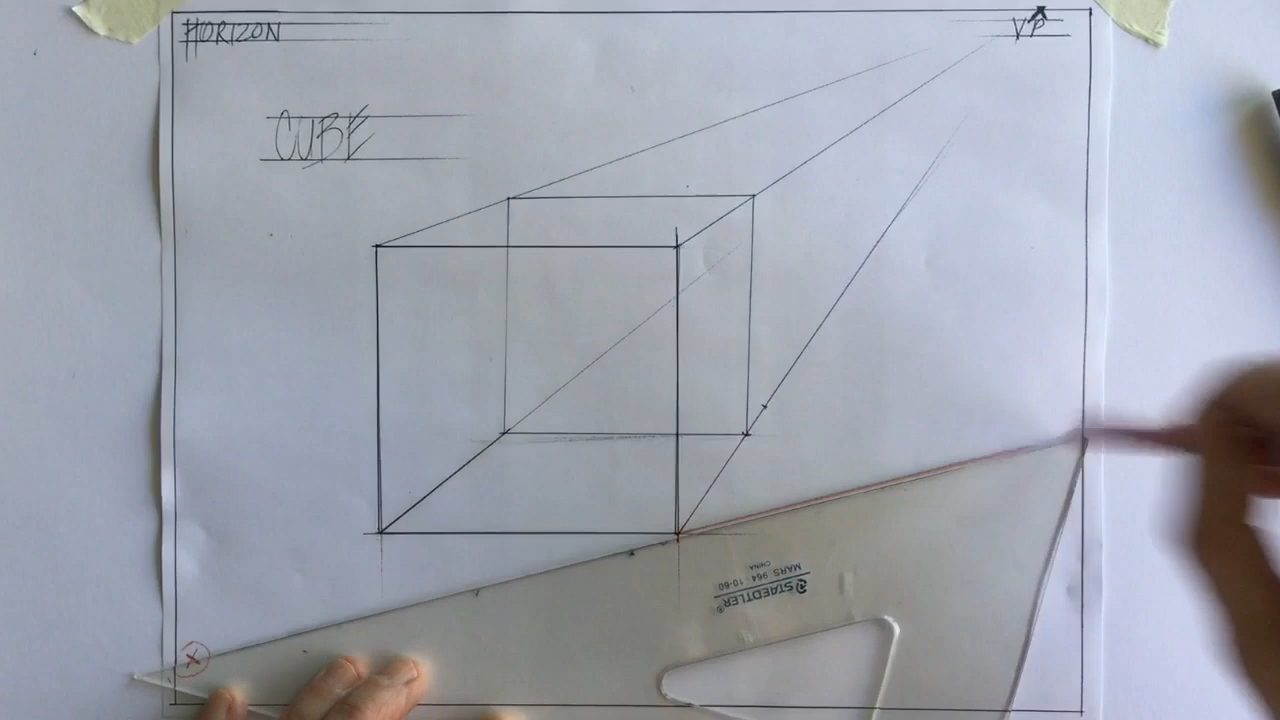 HORIZON
VP
CUBE
X
STAEDTLER®
MARS 964 10-60
CHINA